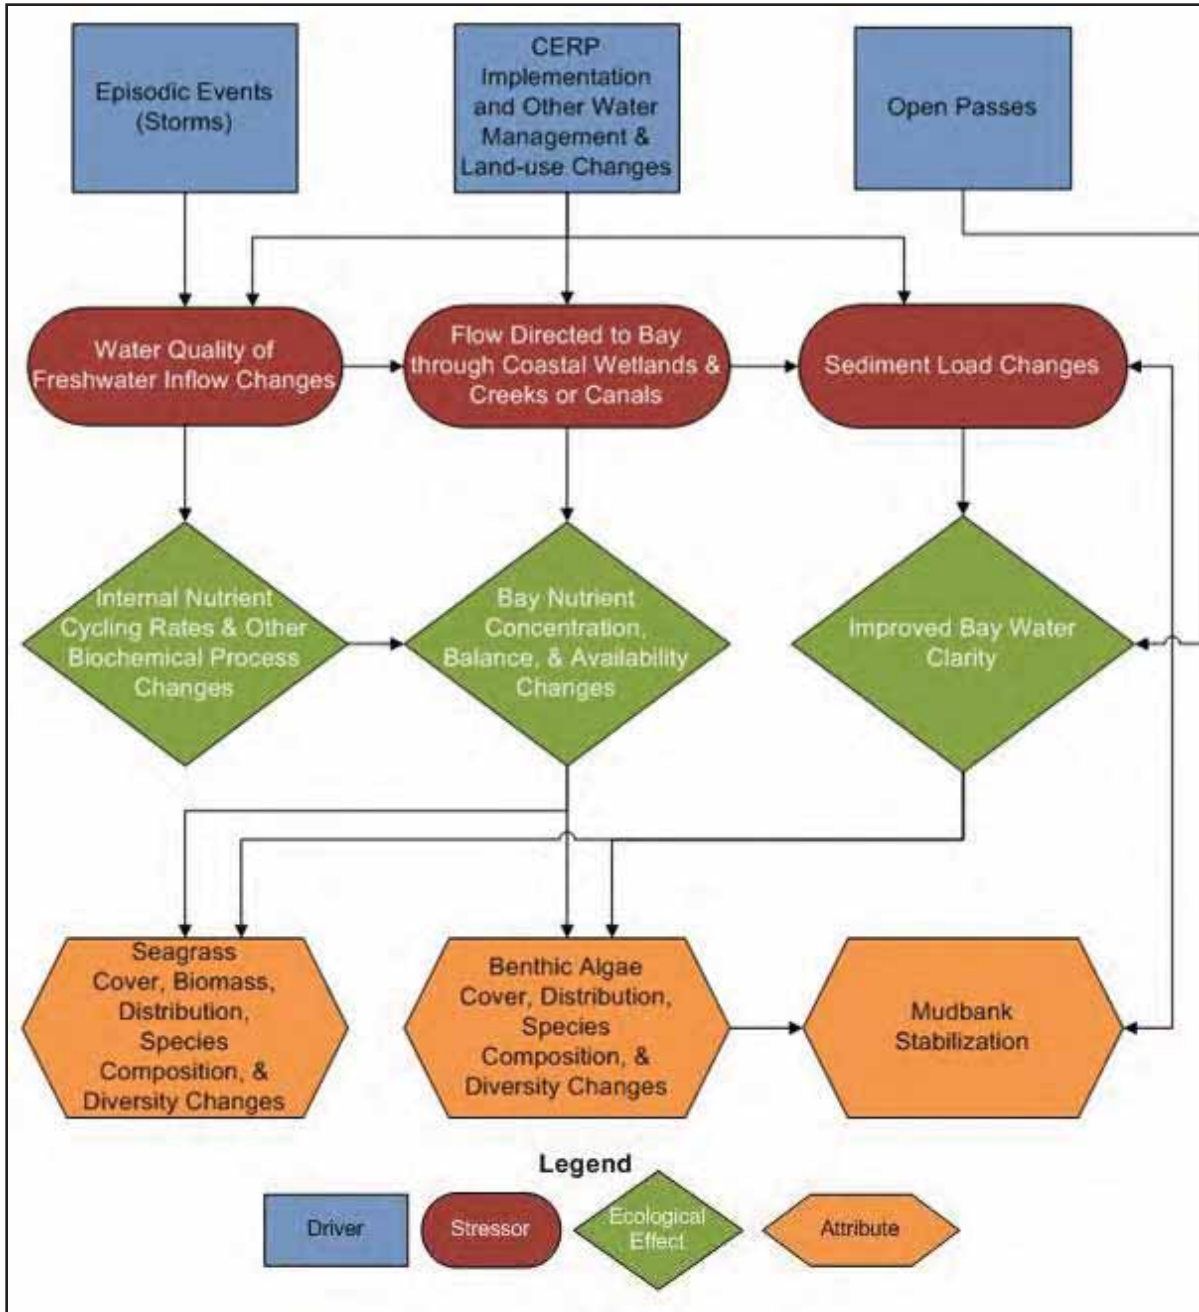 Episodic Events
(Storms)
CERP
Implementation
and Other Water
Management &
Land-use Changes
Open Passes
Water Quality of
Freshwater Inflow Changes
Flow Directed to Bay
through Coastal Wetlands &
Creeks or Canals
Sediment Load Changes
Internal Nutrient
Cycling Rates & Other
Biochemical Process
Changes
Bay Nutrient
Concentration,
Balance, & Availability
Changes
Improved Bay Water
Clarity
Seagrass
Cover, Biomass,
Distribution,
Species
Composition, &
Diversity Changes
Benthic Algae
Cover, Distribution,
Species
Composition, &
Diversity Changes
Mudbank
Stabilization
Legend
Driver
Stressor
Ecological
Effect
Attribute